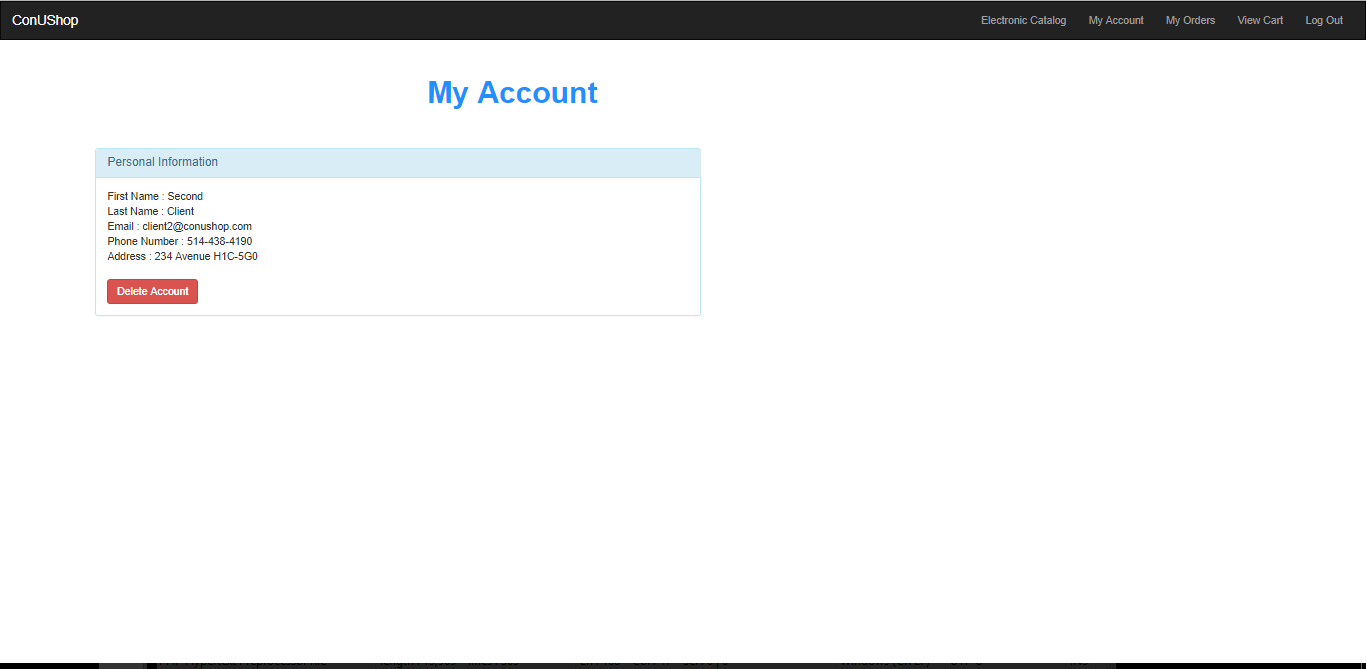 ConUShop
Electronic Catalog My Account My Orders View Cart Log Out
My Account
Personal Information
First Name : Second
Last Name : Client
Email : client2@conushop.com
Phone Number : 514-438-4190
Address : 234 Avenue H1C-5G0
Delete Account